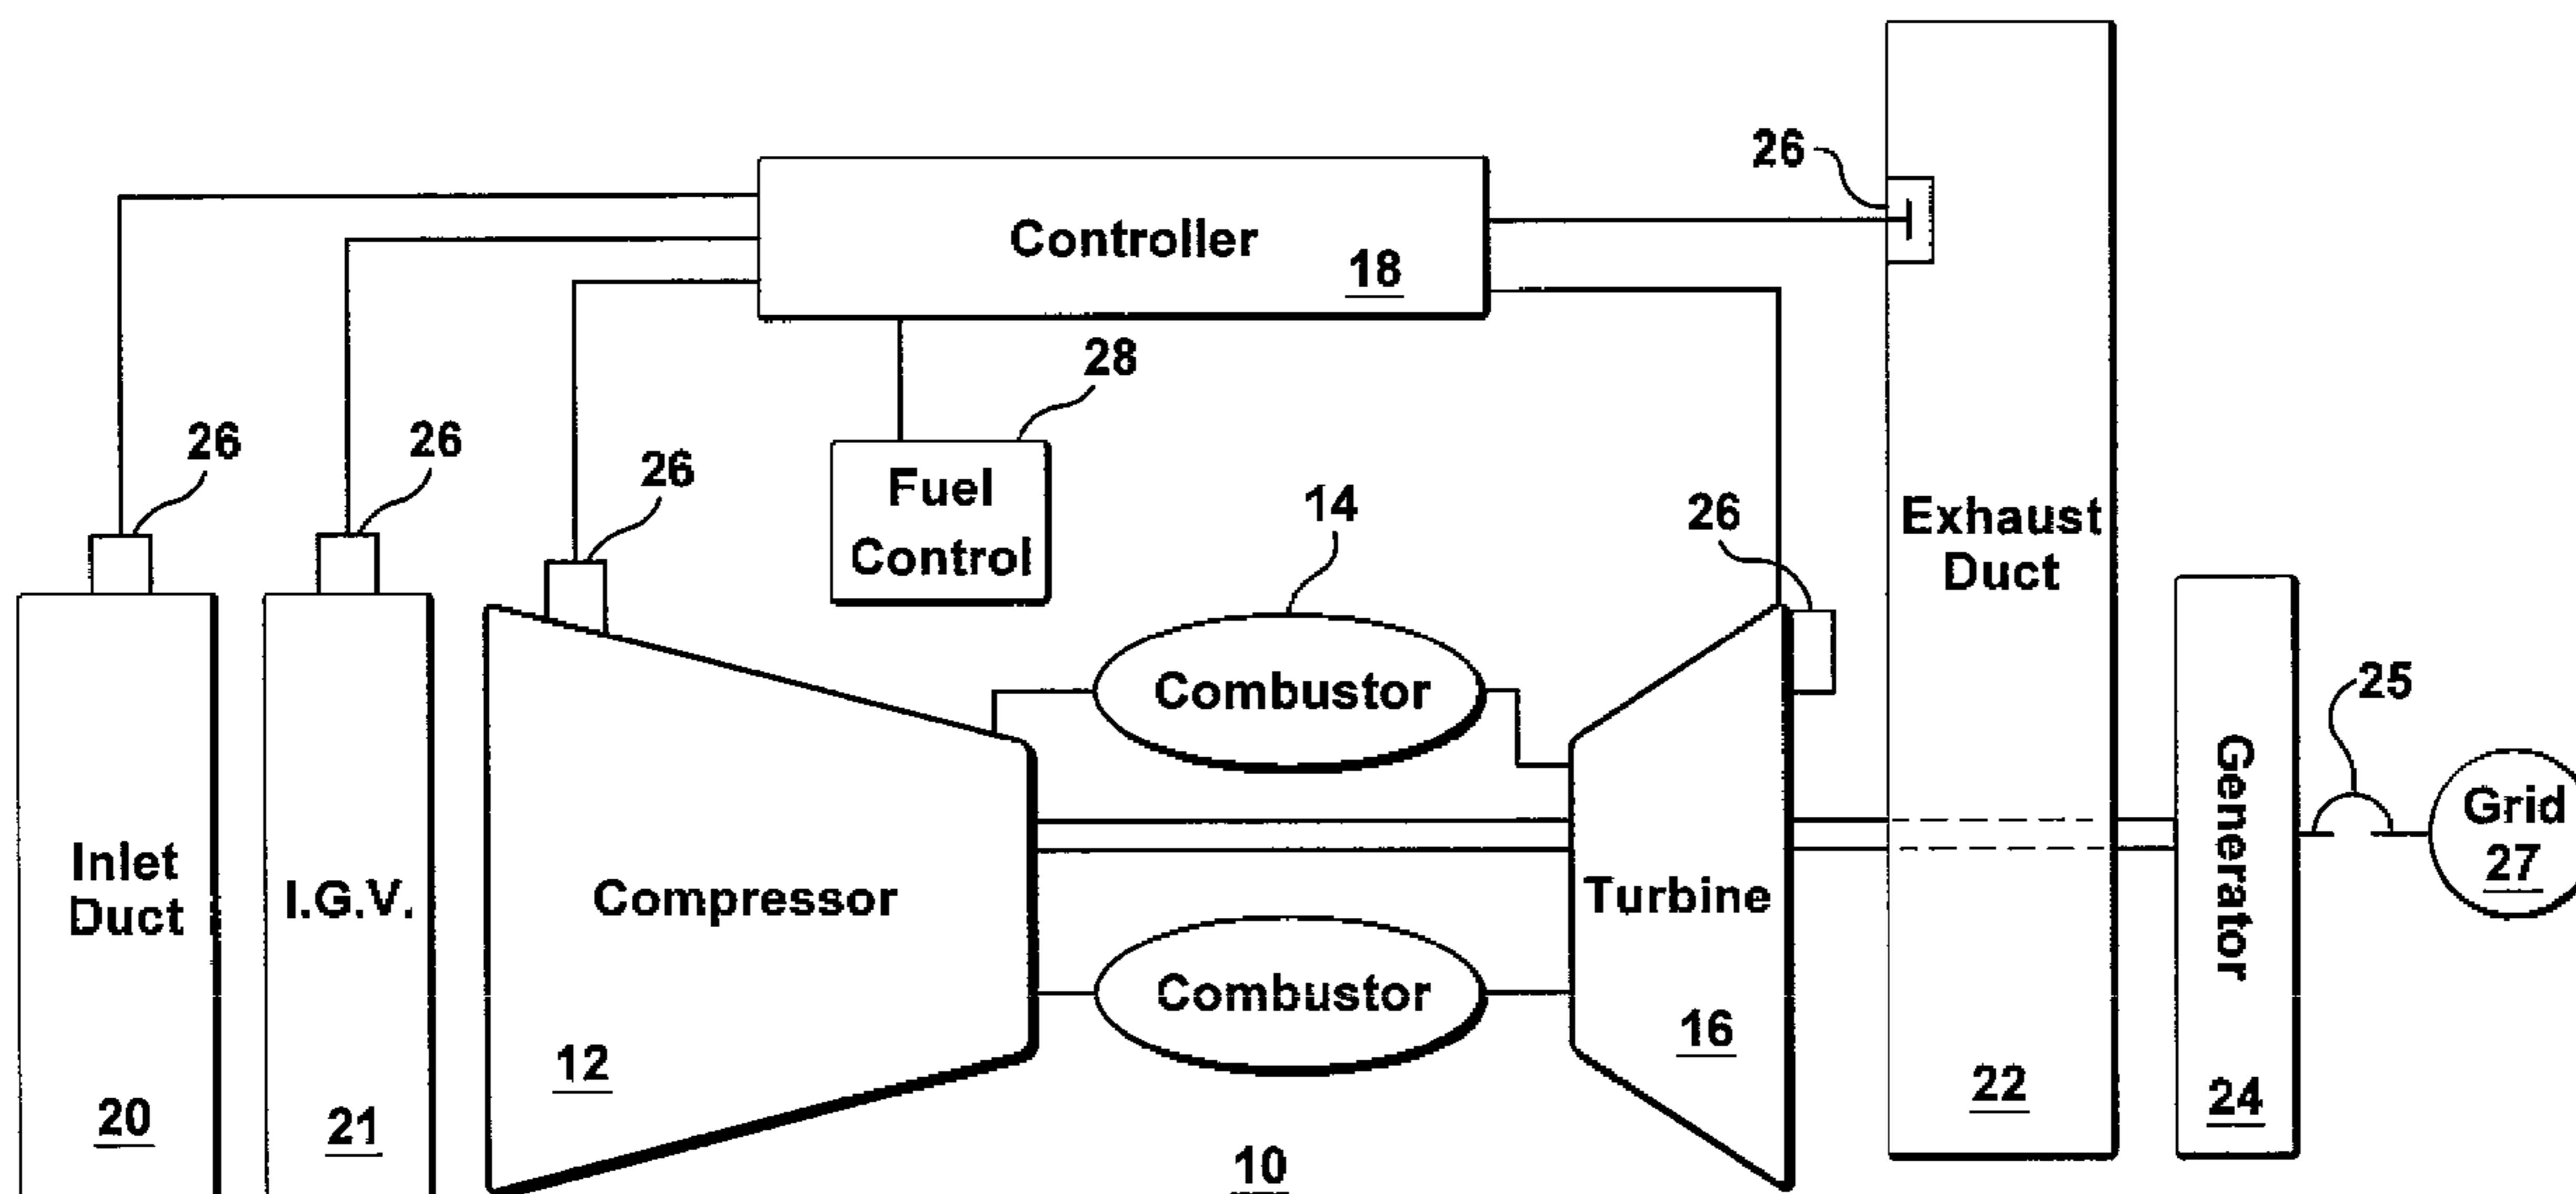 26
Controller
18
28
26
26
26
Fuel
Control
14
26
Exhaust
Duct
Combustor
25
Generator
Grid
27
Inlet
Duct
I.G.V.
Compressor
Turbine
Combustor
16
12
22
24
20
21
10